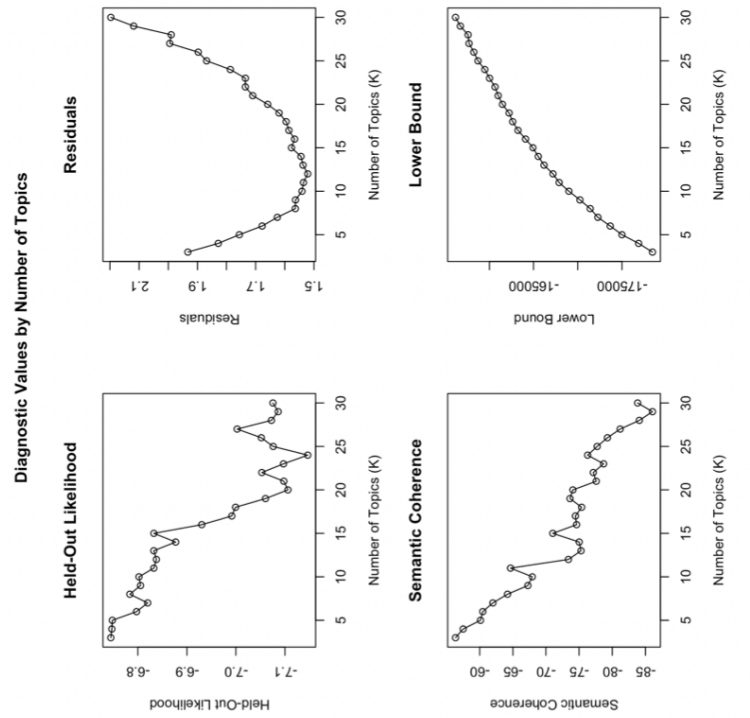 Diagnostic Values by Number of Topics
Held-Out Likelihood
Held-Out Likelihood
-6.8
-6.9
-7.0
-7.1
5 10 15 20 25 30
Number of Topics (K)
Residuals
Residuals
2.1
1.9
1.7
1.5
5 10 15 20 25 30
Number of Topics (K)
Semantic Coherence
Semantic Coherence
-60
-65
-70
-75
-80
-85
5 10 15 20 25 30
Number of Topics (K)
Lower Bound
Lower Bound
-165000
-175000
5 10 15 20 25 30
Number of Topics (K)